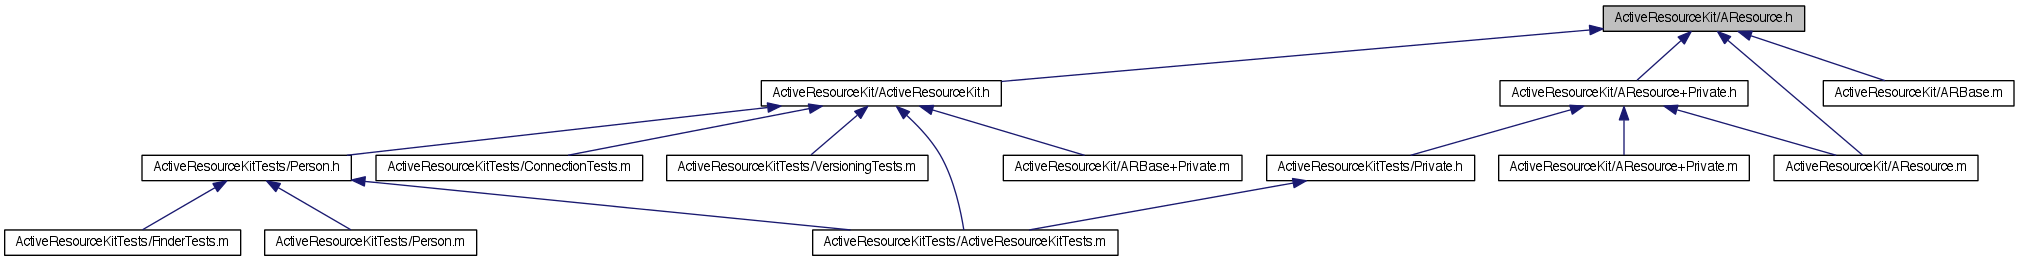 ActiveResourceKit/AResource.h
ActiveResourceKit/ActiveResourceKit.h
ActiveResourceKit/AResource+Private.h
ActiveResourceKit/ARBase.m
ActiveResourceKitTests/Person.h
ActiveResourceKitTests/ConnectionTests.m
ActiveResourceKitTests/VersioningTests.m
ActiveResourceKit/ARBase+Private.m
ActiveResourceKitTests/Private.h
ActiveResourceKit/AResource+Private.m
ActiveResourceKit/AResource.m
ActiveResourceKitTests/FinderTests.m
ActiveResourceKitTests/Person.m
ActiveResourceKitTests/ActiveResourceKitTests.m